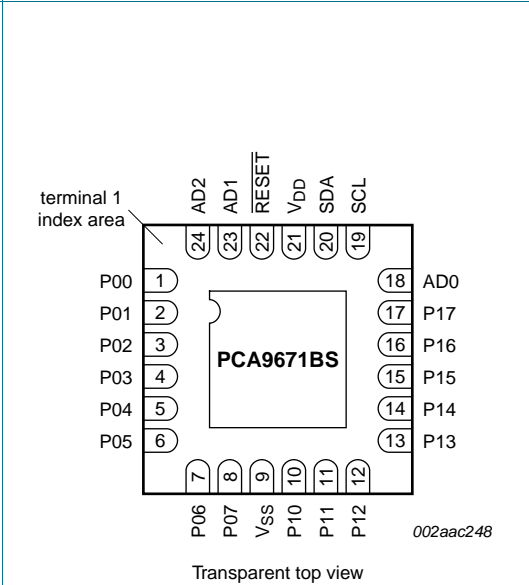 AD2 AD1 RESET VDD SDA SCL
terminal 1
index area
24 23 22 21 20 19
P00 1 18 AD0
P01 2 17 P17
P02 3 16 P16
P03 4 PCA9671BS 15 P15
P04 5 14 P14
P05 6 13 P13
7 8 9 10 11 12
P06 P07 VSS P10 P11 P12
002aac248
Transparent top view